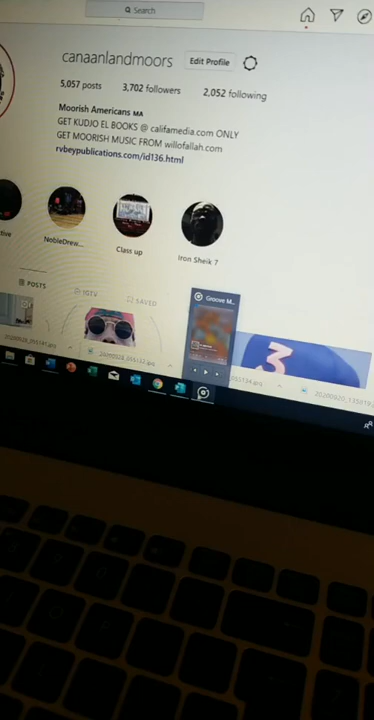 Search
canaanlandmoors Edit Profile
5,057 posts 3,702 followers 2,052 following
Moorish Americans MA
GET KUDJO EL BOOKS @ califamedia.com ONLY
GET MOORISH MUSIC FROM willofallah.com
rvbeypublications.com/id136.html
NobleDrew...
Class up
Iron Sheik 7
POSTS
IGTV
SAVED
Groove M...
3